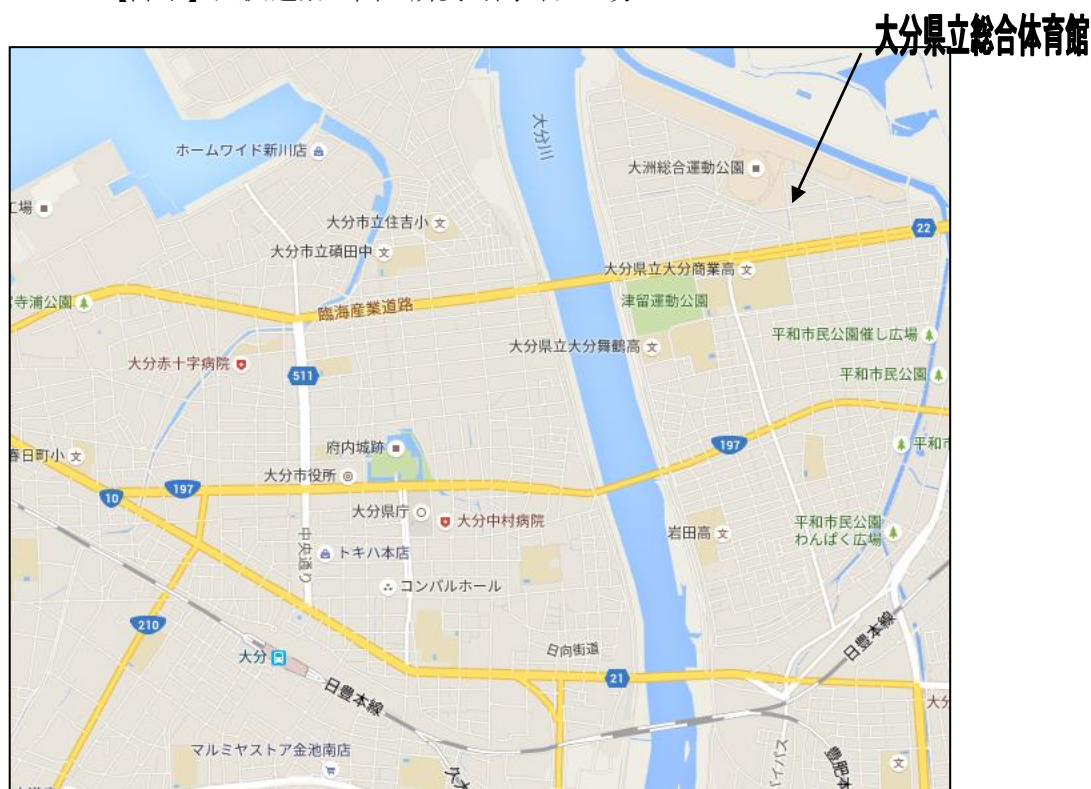 大分県立総合体育館
大分川
ホームワイド新川店
大洲総合運動公園
工場
大分市立住吉小
22
大分市立碩田中
大分県立大分商業高
寺浦公園
臨海産業道路
津留運動公園
平和市民公園催し広場
大分県立大分舞鶴高
大分赤十字病院
511
平和市民公園
府内城跡
197
平和市
春日町小
大分市役所
197
10
大分県庁
大分中村病院
岩田高
平和市民公園
わんぱく広場
中央通り
トキハ本店
コンパルホール
210
日豊本線
日向街道
大分
21
日豊本線
大分
マルミヤストア金池南店
豊肥本
久大